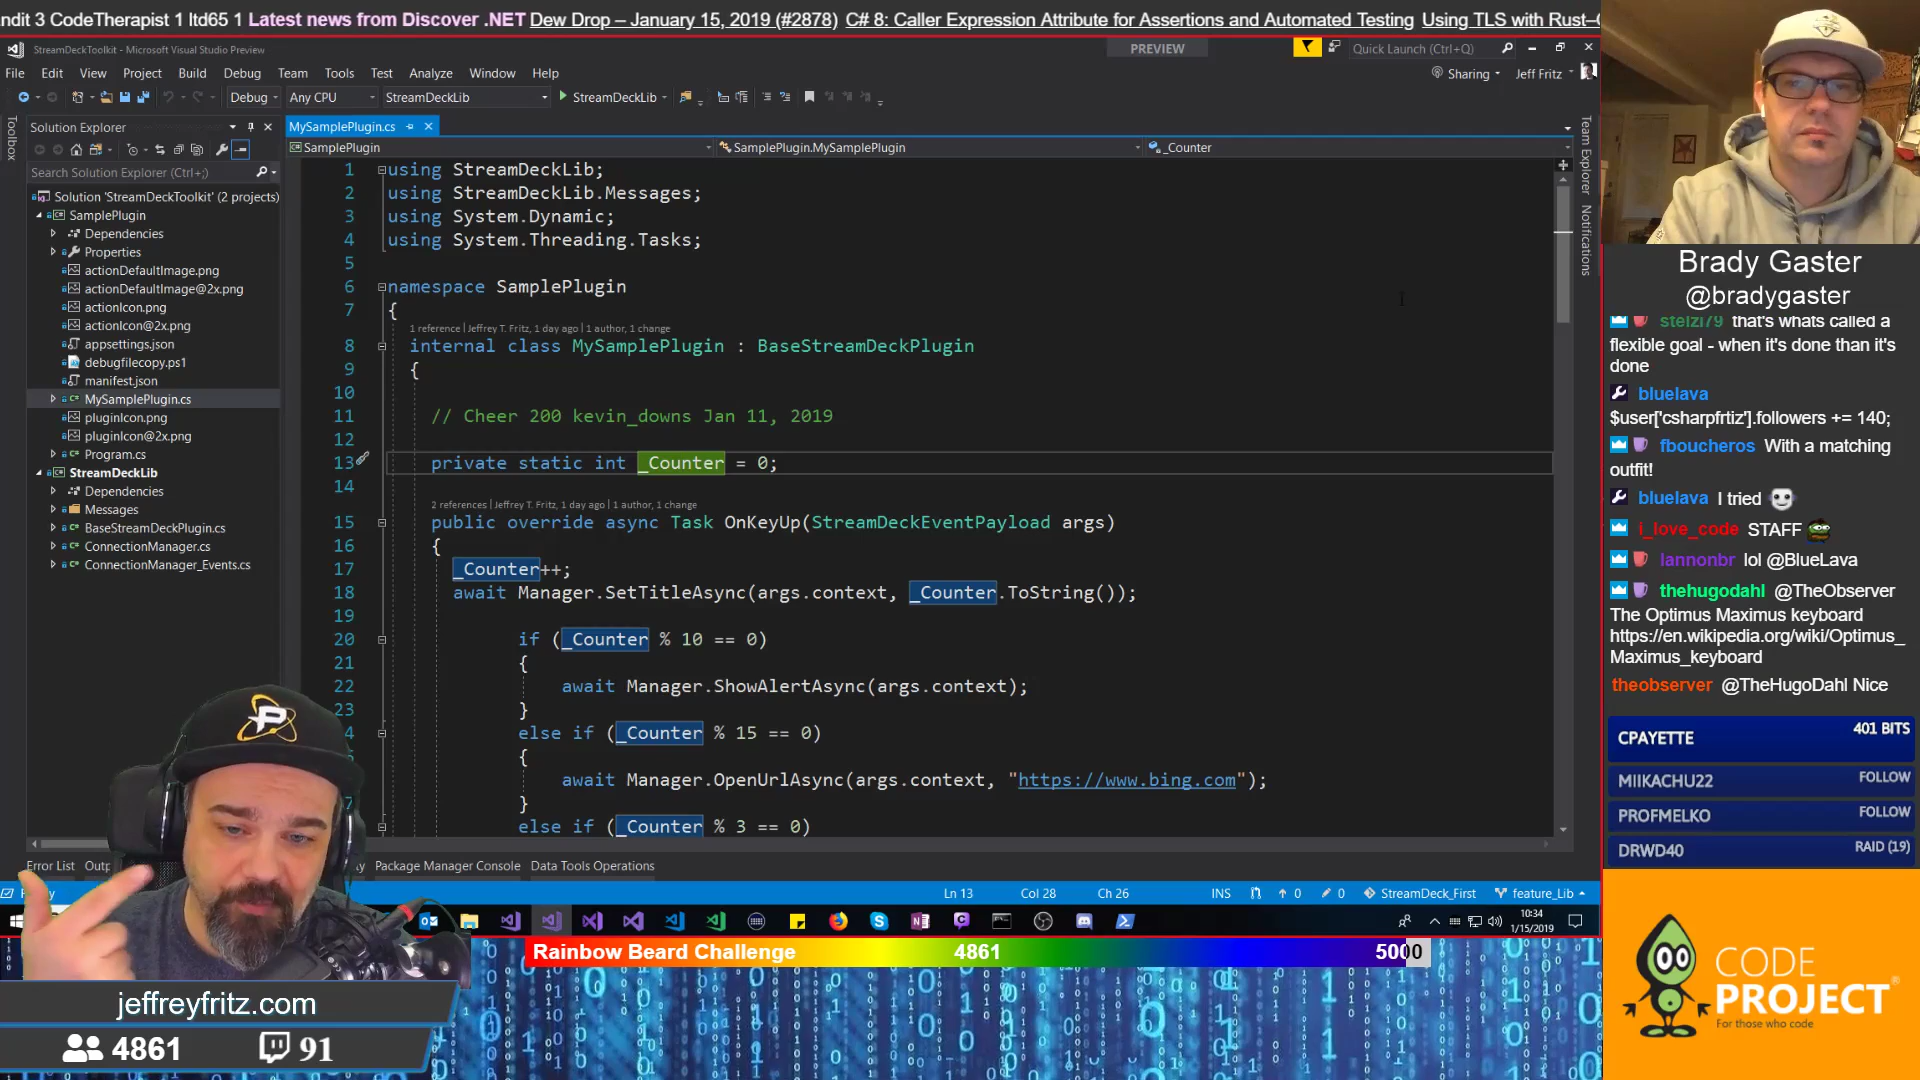 ndit 3 CodeTherapist 1 ltd65 1 Latest news from Discover .NET Dew Drop – January 15, 2019 (#2878) C# 8: Caller Expression Attribute for Assertions and Automated Testing Using TLS with Rust–
StreamDeckToolkit - Microsoft Visual Studio Preview
PREVIEW
Quick Launch (Ctrl+Q)
File Edit View Project Build Debug Team Tools Test Analyze Window Help
Sharing
Jeff Fritz
Debug Any CPU StreamDeckLib StreamDeckLib
Toolbox
Solution Explorer
Search Solution Explorer (Ctrl+;)
Solution 'StreamDeckToolkit' (2 projects)
SamplePlugin
Dependencies
Properties
actionDefaultImage.png
actionDefaultImage@2x.png
actionIcon.png
actionIcon@2x.png
appsettings.json
debugfilecopy.ps1
manifest.json
MySamplePlugin.cs
pluginIcon.png
pluginIcon@2x.png
Program.cs
StreamDeckLib
Dependencies
Messages
BaseStreamDeckPlugin.cs
ConnectionManager.cs
ConnectionManager_Events.cs
MySamplePlugin.cs
SamplePlugin SamplePlugin.MySamplePlugin _Counter
1 using StreamDeckLib;
2 using StreamDeckLib.Messages;
3 using System.Dynamic;
4 using System.Threading.Tasks;
5
6 namespace SamplePlugin
7 {
1 reference | Jeffrey T. Fritz, 1 day ago | 1 author, 1 change
8 internal class MySamplePlugin : BaseStreamDeckPlugin
9 {
10
11 // Cheer 200 kevin_downs Jan 11, 2019
12
13 private static int _Counter = 0;
14
2 references | Jeffrey T. Fritz, 1 day ago | 1 author, 1 change
15 public override async Task OnKeyUp(StreamDeckEventPayload args)
16 {
17 _Counter++;
18 await Manager.SetTitleAsync(args.context, _Counter.ToString());
19
20 if (_Counter % 10 == 0)
21 {
22 await Manager.ShowAlertAsync(args.context);
23 }
4 else if (_Counter % 15 == 0)
{
await Manager.OpenUrlAsync(args.context, "https://www.bing.com");
7 }
else if (_Counter % 3 == 0)
Team Explorer
Notifications
Error List Outp
Package Manager Console Data Tools Operations
Ln 13 Col 28 Ch 26 INS 0 0 StreamDeck_First feature_Lib
10:34
1/15/2019
Rainbow Beard Challenge 4861 5000
jeffreyfritz.com
4861 91
Brady Gaster
@bradygaster
stelzi79 that's whats called a
flexible goal - when it's done than it's
done
bluelava
$user['csharpfrtiz'].followers += 140;
fboucheros With a matching
outfit!
bluelava I tried
i_love_code STAFF
lannonbr lol @BlueLava
thehugodahl @TheObserver
The Optimus Maximus keyboard
https://en.wikipedia.org/wiki/Optimus_
Maximus_keyboard
theobserver @TheHugoDahl Nice
CPAYETTE 401 BITS
MIIKACHU22 FOLLOW
PROFMELKO FOLLOW
DRWD40 RAID (19)
CODE
PROJECT®
For those who code